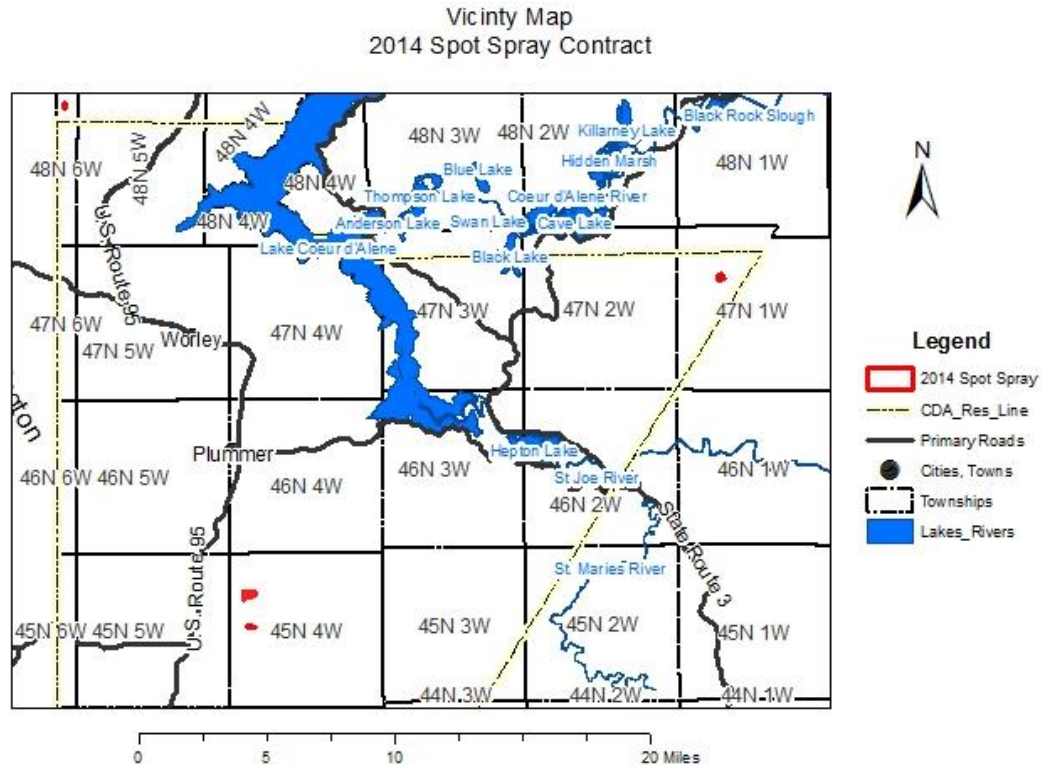 Vicinty Map
2014 Spot Spray Contract
48N 6W
48N 5W
48N 4W
48N 4W
48N 4W
48N 3W
48N 2W
48N 1W
Killarney Lake
Black Rock Slough
Hidden Marsh
Blue Lake
Thompson Lake
Coeur d'Alene River
Anderson Lake
Swan Lake
Cave Lake
Lake Coeur d'Alene
Black Lake
U.S. Route 95
47N 6W
47N 5W
Worley
47N 4W
47N 3W
47N 2W
47N 1W
gton
Plummer
46N 6W
46N 5W
46N 4W
46N 3W
Hepton Lake
St Joe River
46N 2W
46N 1W
State Route 3
St. Maries River
U.S. Route 95
45N 6W
45N 5W
45N 4W
45N 3W
45N 2W
45N 1W
44N 3W
44N 2W
44N 1W
N
Legend
2014 Spot Spray
CDA_Res_Line
Primary Roads
Cities, Towns
Townships
Lakes_Rivers
0 5 10 20 Miles